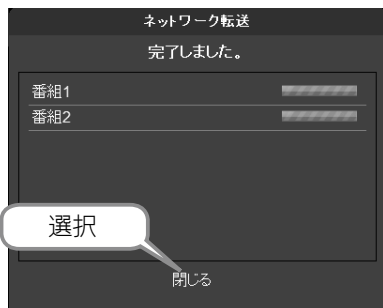 ネットワーク転送
完了しました。
番組1
番組2
選択
閉じる